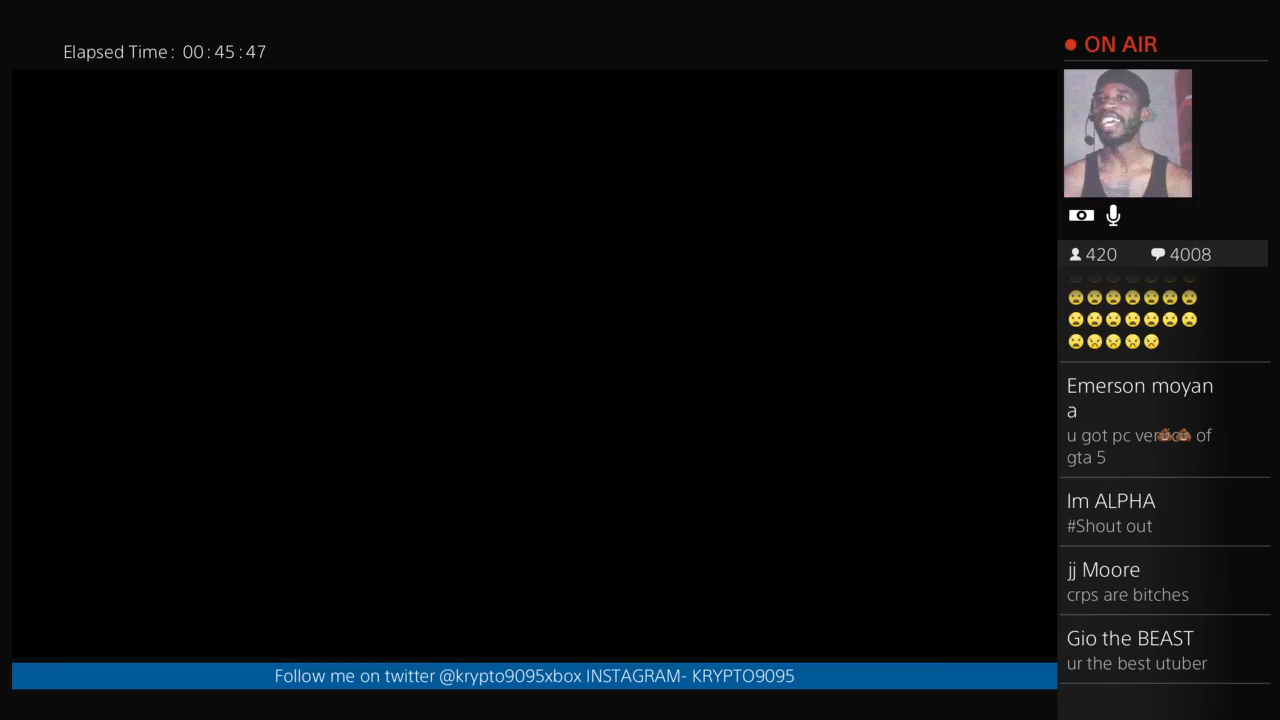 Elapsed Time: 00:45:47
ON AIR
420 4008
Emerson moyan
a
u got pc of
gta 5
Im ALPHA
#Shout out
jj Moore
crps are bitches
Gio the BEAST
ur the best utuber
Follow me on twitter @krypto9095xbox INSTAGRAM- KRYPTO9095